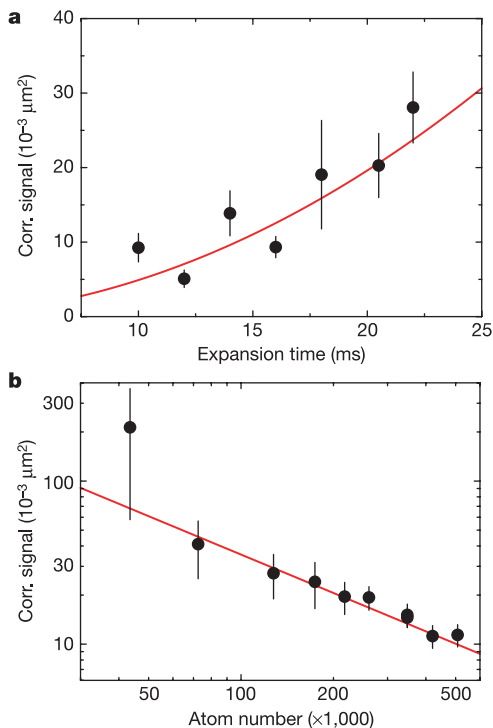 a
40
30
20
10
0
Corr. signal (10⁻³ μm²)
10
15
20
25
Expansion time (ms)
b
300
100
30
10
Corr. signal (10⁻³ μm²)
50
100
200
500
Atom number (×1,000)